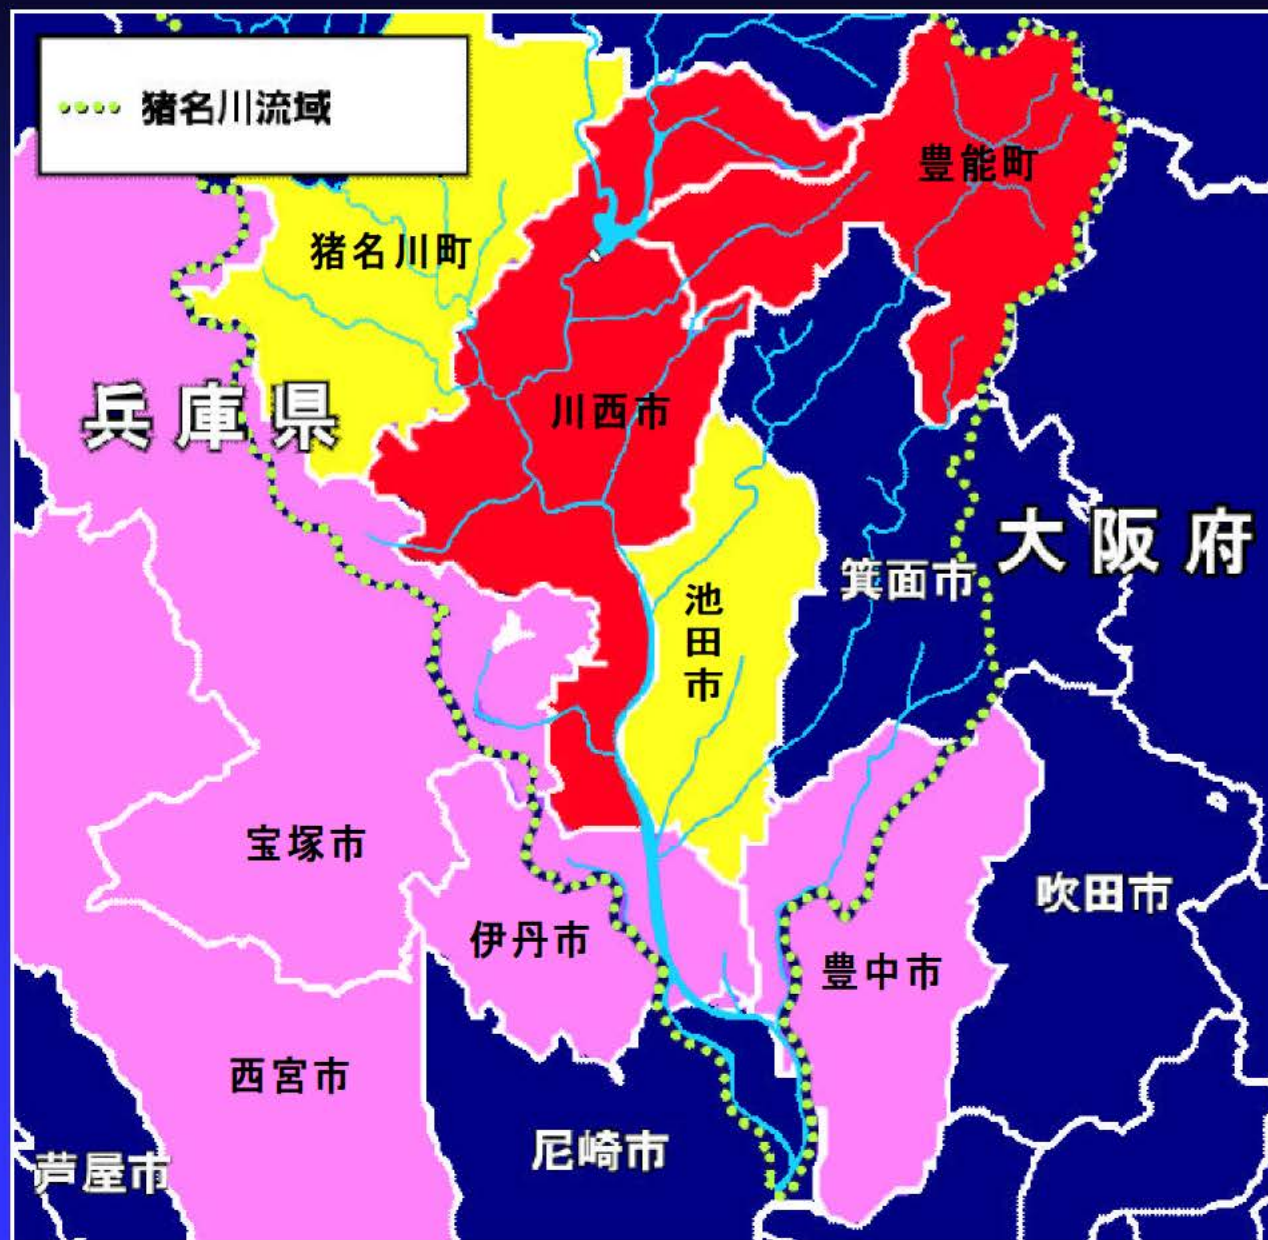 猪名川流域
豊能町
猪名川町
兵庫県
川西市
大阪府
箕面市
池田市
宝塚市
吹田市
伊丹市
豊中市
西宮市
尼崎市
芦屋市